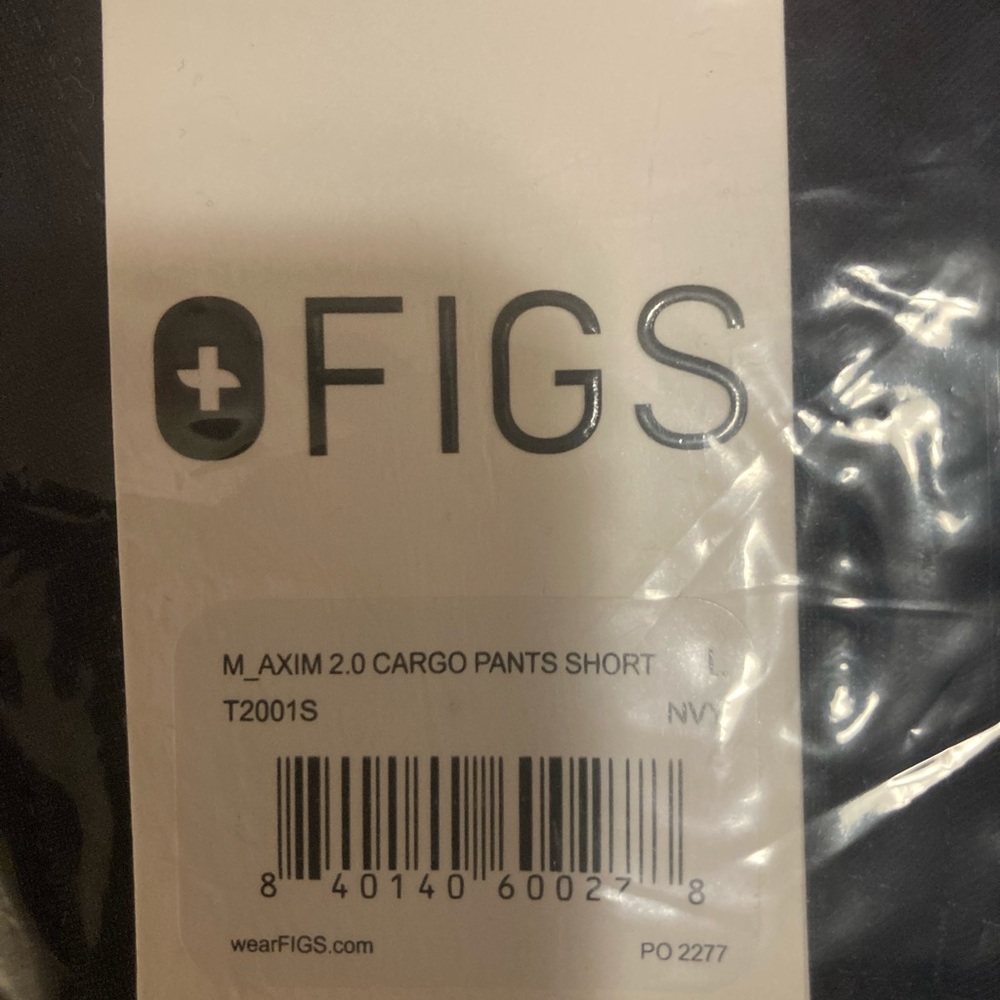 FIGS
M_AXIM 2.0 CARGO PANTS SHORT L
T2001S NVY
8 40140 60027 8
wearFIGS.com PO 2277